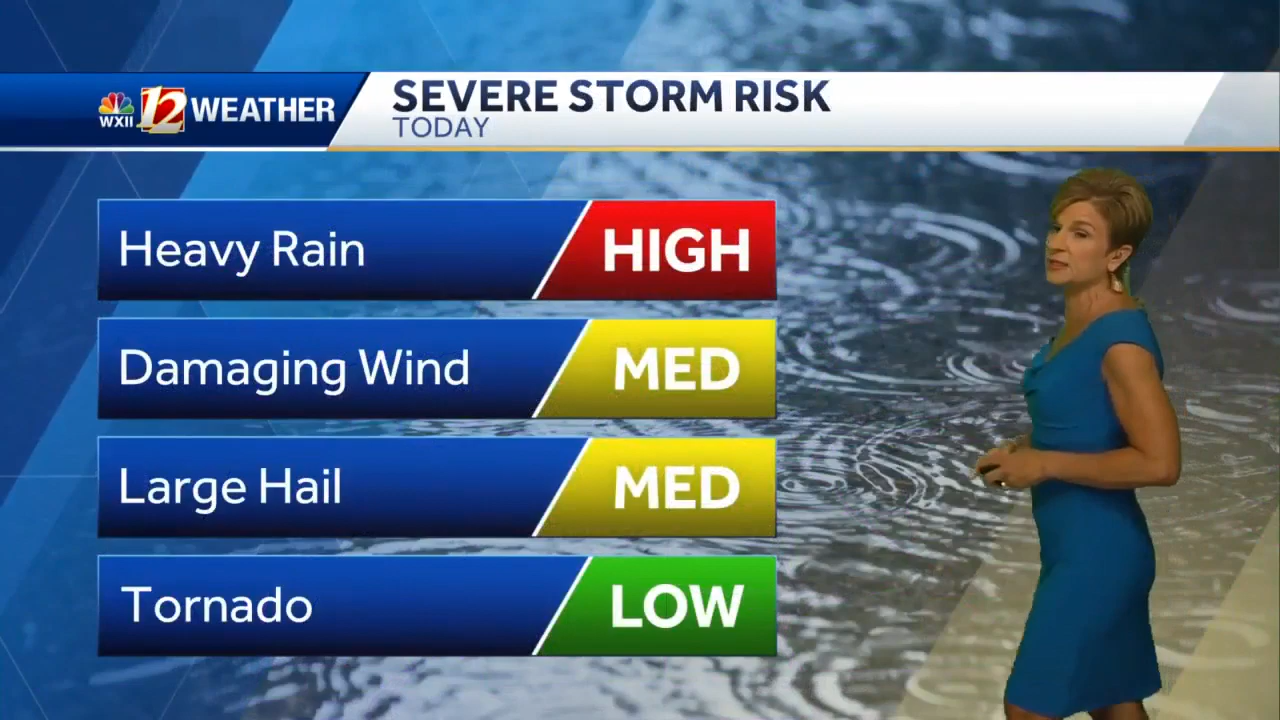 WXII 12 WEATHER
SEVERE STORM RISK
TODAY
Heavy Rain HIGH
Damaging Wind MED
Large Hail MED
Tornado LOW